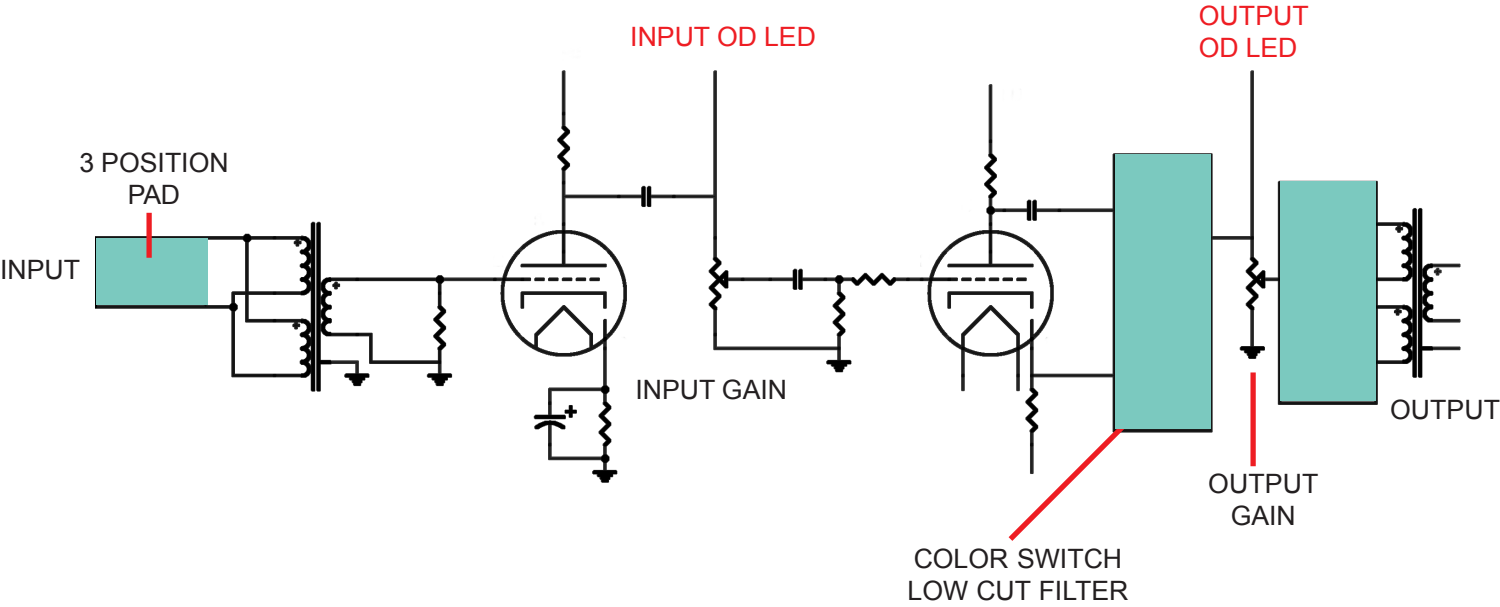 INPUT OD LED
OUTPUT
OD LED
3 POSITION
PAD
INPUT
INPUT GAIN
OUTPUT
OUTPUT
GAIN
COLOR SWITCH
LOW CUT FILTER